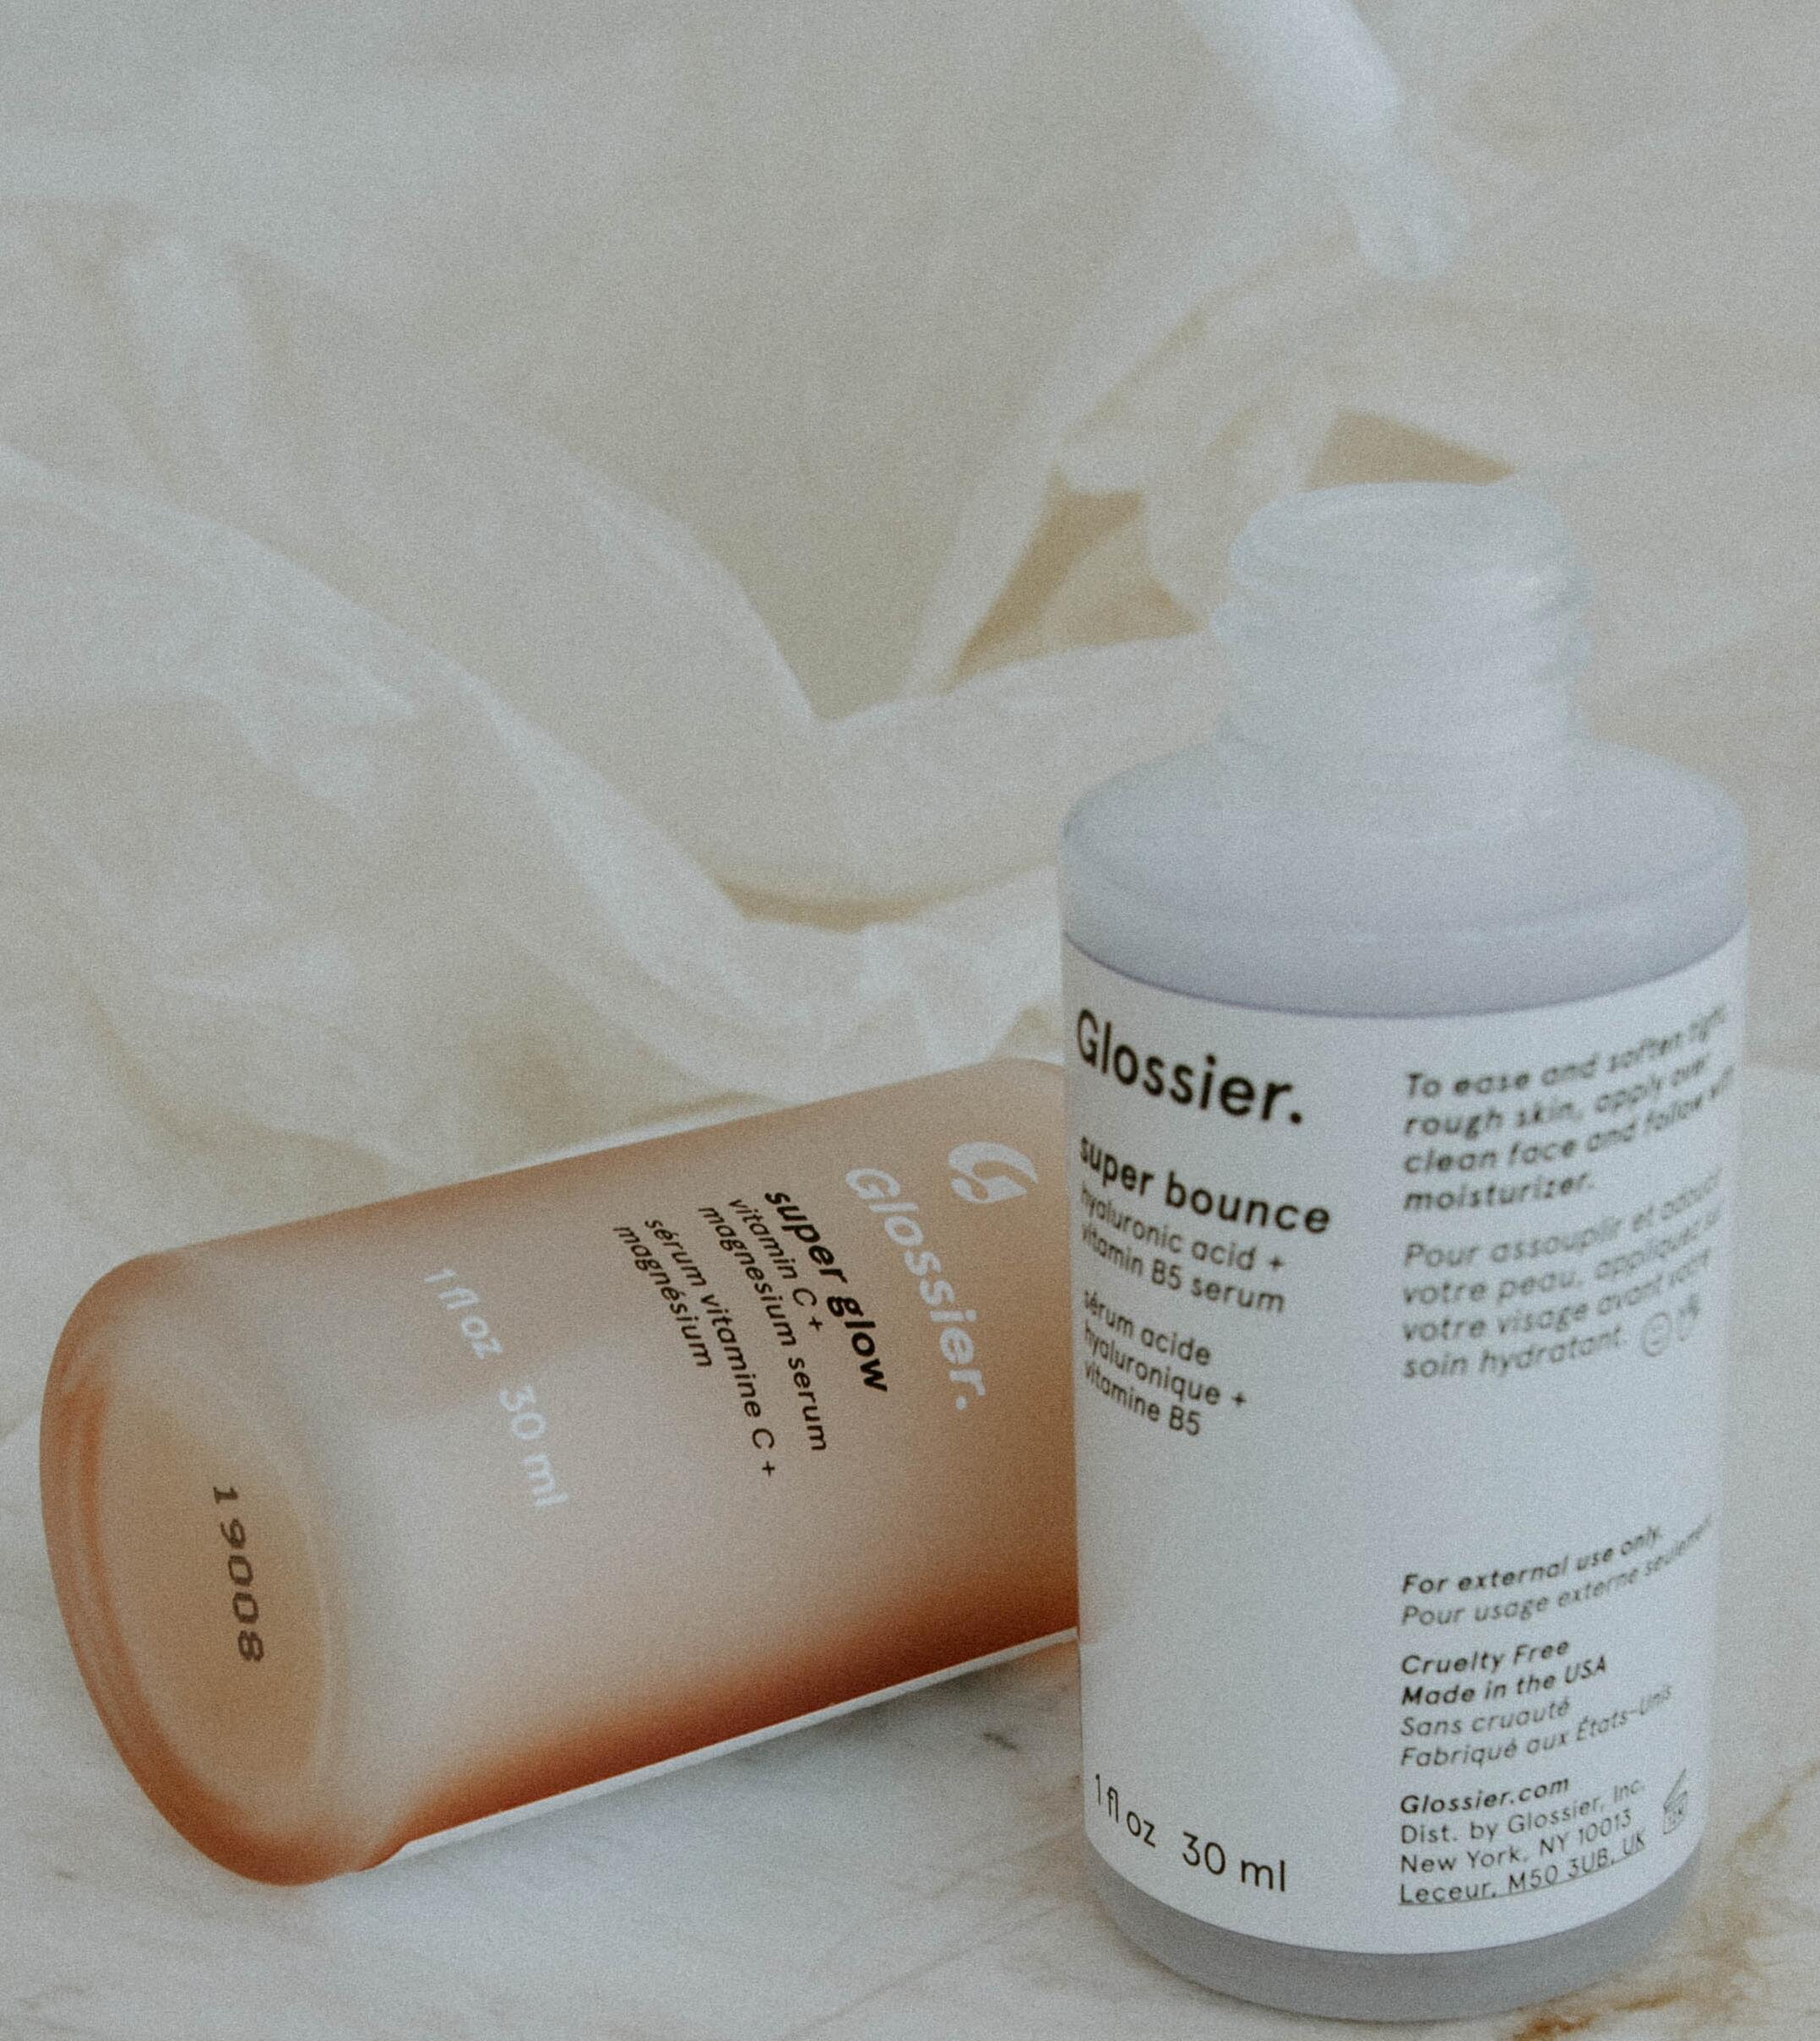 Glossier.
super glow
vitamin C +
magnesium serum
sérum vitamine C +
magnésium
1 fl oz 30 ml
19008
Glossier.
super bounce
hyaluronic acid +
vitamin B5 serum
sérum acide
hyaluronique +
vitamine B5
1 fl oz 30 ml
To ease and soften tight,
rough skin, apply over
clean face and follow with
moisturizer.
Pour assouplir et adoucir
votre peau, appliquez sur
votre visage avant votre
soin hydratant.
For external use only.
Pour usage externe seulement.
Cruelty Free
Made in the USA
Sans cruauté
Fabriqué aux États-Unis
Glossier.com
Dist. by Glossier, Inc.
New York, NY 10013
Leceur, M50 3UB, UK